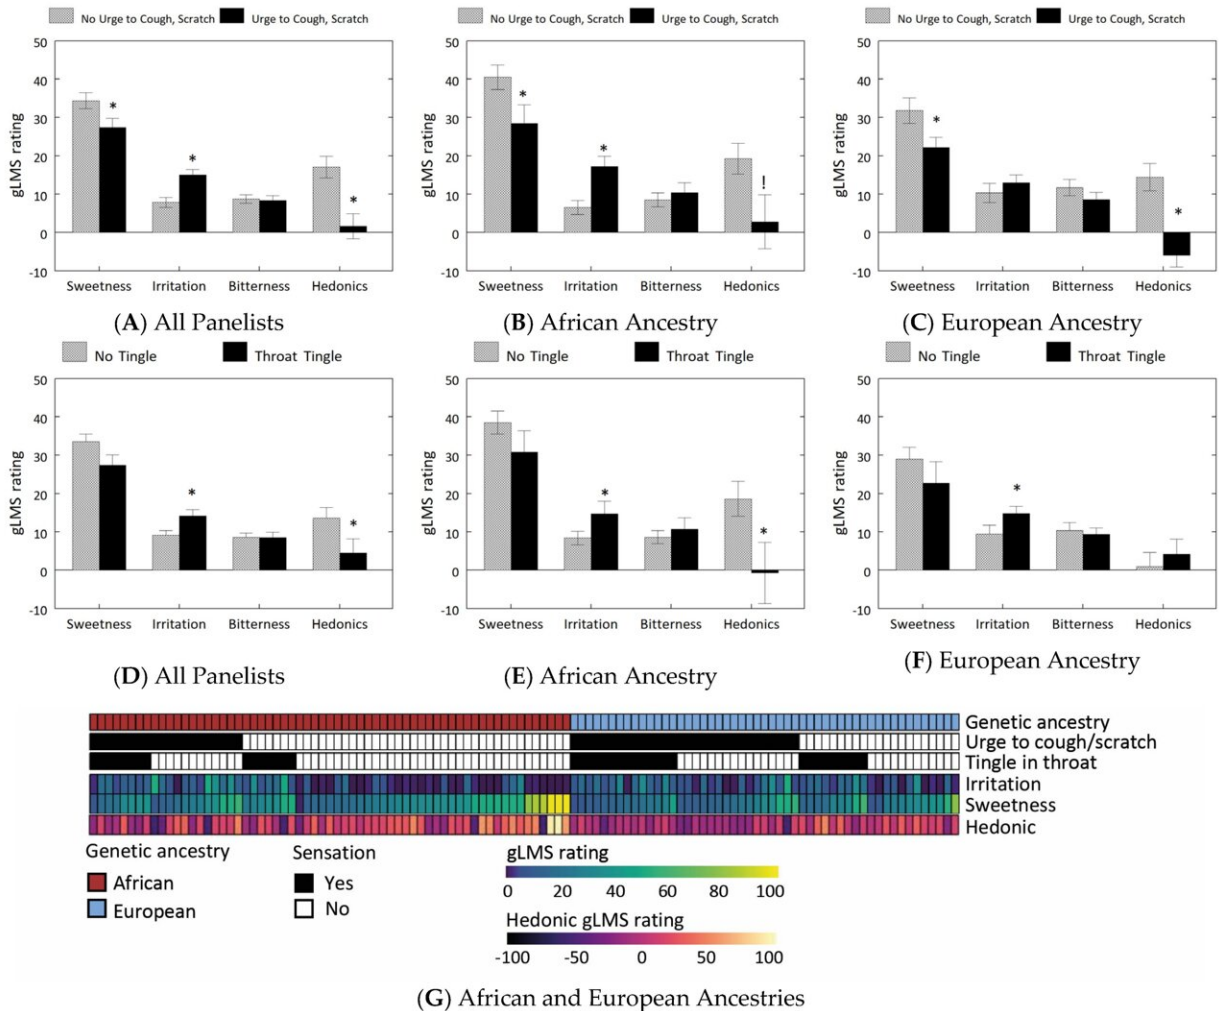 No Urge to Cough, Scratch Urge to Cough, Scratch
No Urge to Cough, Scratch Urge to Cough, Scratch
No Urge to Cough, Scratch Urge to Cough, Scratch
gLMS rating
50
40
30
20
10
0
-10
*
*
*
Sweetness Irritation Bitterness Hedonics
(A) All Panelists
gLMS rating
50
40
30
20
10
0
-10
*
*
!
Sweetness Irritation Bitterness Hedonics
(B) African Ancestry
gLMS rating
50
40
30
20
10
0
-10
*
*
Sweetness Irritation Bitterness Hedonics
(C) European Ancestry
No Tingle Throat Tingle
No Tingle Throat Tingle
No Tingle Throat Tingle
gLMS rating
50
40
30
20
10
0
-10
*
*
Sweetness Irritation Bitterness Hedonics
(D) All Panelists
gLMS rating
50
40
30
20
10
0
-10
*
*
Sweetness Irritation Bitterness Hedonics
(E) African Ancestry
gLMS rating
50
40
30
20
10
0
-10
*
Sweetness Irritation Bitterness Hedonics
(F) European Ancestry
Genetic ancestry
Urge to cough/scratch
Tingle in throat
Irritation
Sweetness
Hedonic
Genetic ancestry
African
European
Sensation
Yes
No
gLMS rating
0 20 40 60 80 100
Hedonic gLMS rating
-100 -50 0 50 100
(G) African and European Ancestries